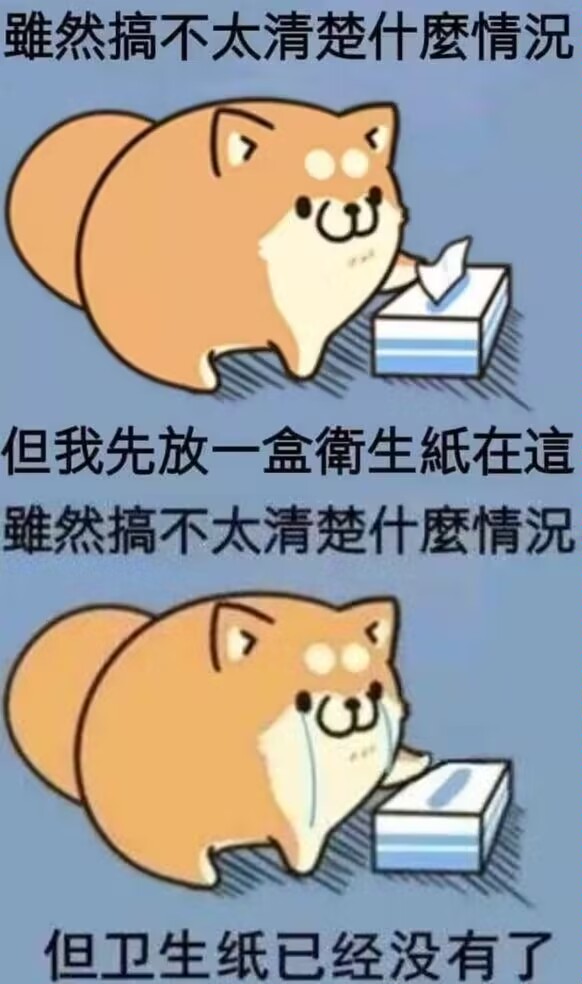 雖然搞不太清楚什麼情況
但我先放一盒衛生紙在這
雖然搞不太清楚什麼情況
但卫生纸已经没有了